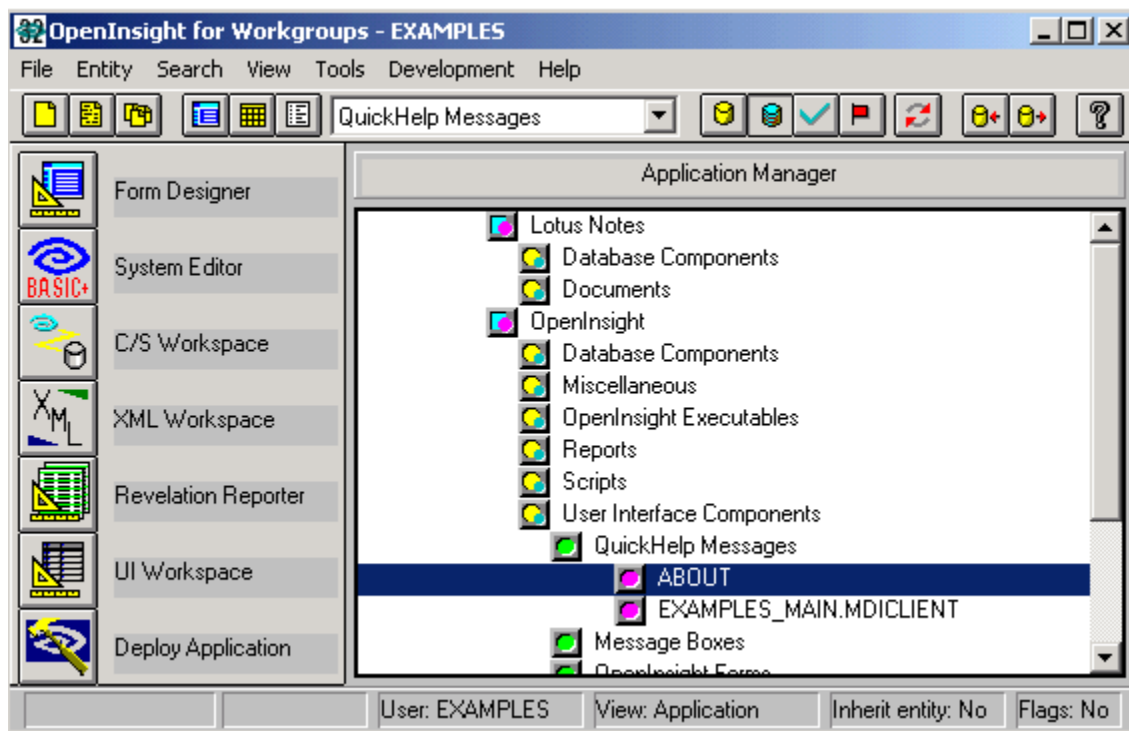 OpenInsight for Workgroups - EXAMPLES
File Entity Search View Tools Development Help
QuickHelp Messages
Form Designer
BASIC+
System Editor
C/S Workspace
XML
XML Workspace
Revelation Reporter
UI Workspace
Deploy Application
Application Manager
Lotus Notes
Database Components
Documents
OpenInsight
Database Components
Miscellaneous
OpenInsight Executables
Reports
Scripts
User Interface Components
QuickHelp Messages
ABOUT
EXAMPLES_MAIN.MDICLIENT
Message Boxes
OpenInsight Forms
User: EXAMPLES View: Application Inherit entity: No Flags: No